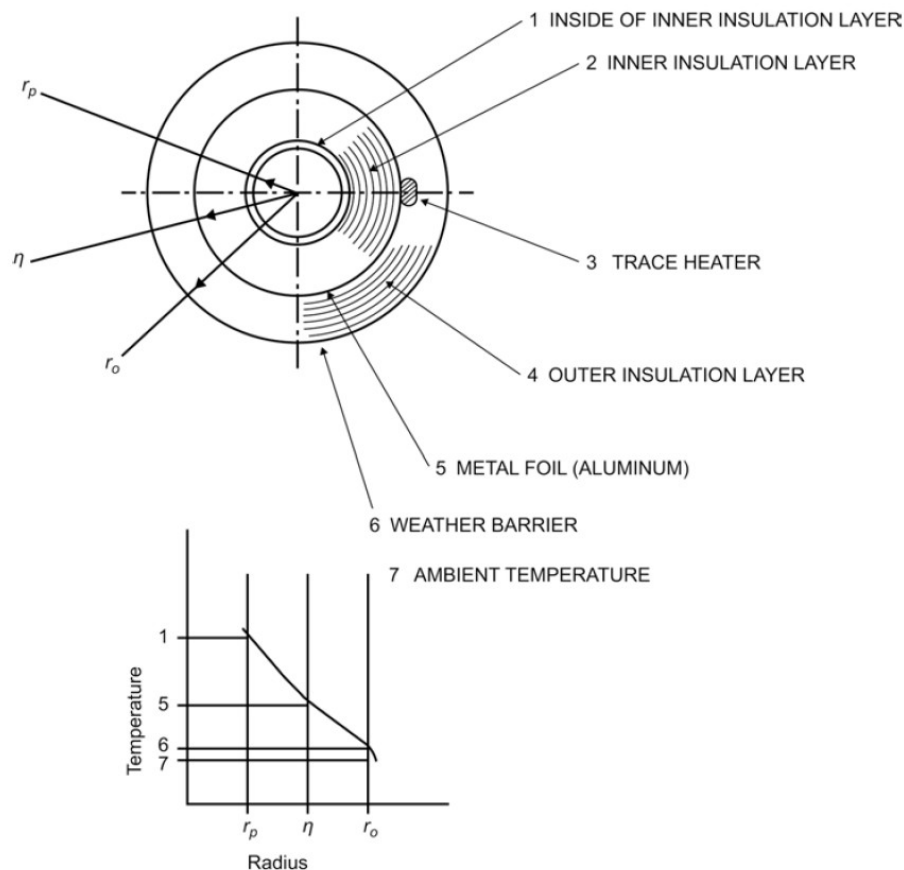 1 INSIDE OF INNER INSULATION LAYER
2 INNER INSULATION LAYER
r_p
η
3 TRACE HEATER
r_o
4 OUTER INSULATION LAYER
5 METAL FOIL (ALUMINUM)
6 WEATHER BARRIER
7 AMBIENT TEMPERATURE
Temperature
1
5
6
7
r_p η r_o
Radius